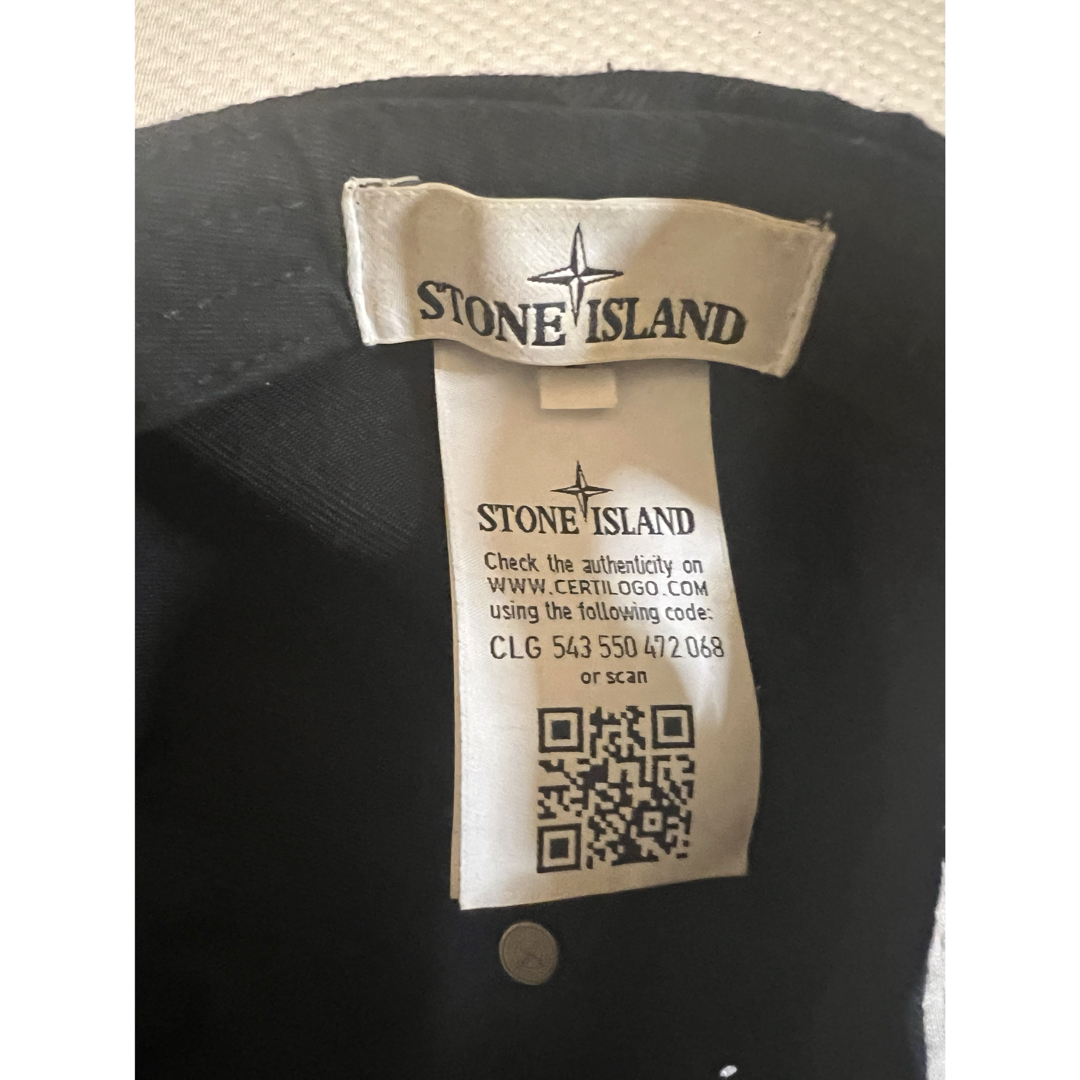 STONE ISLAND
STONE ISLAND
Check the authenticity on
WWW.CERTILOGO.COM
using the following code:
CLG 543 550 472 068
or scan